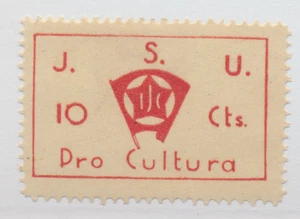 J. S. U.
10 Cts.
Pro Cultura